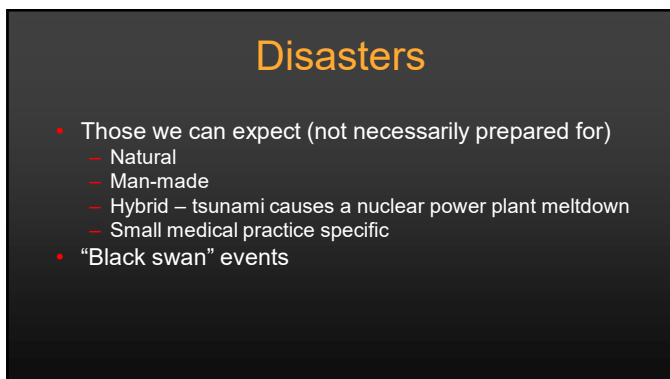 Disasters
• Those we can expect (not necessarily prepared for)
– Natural
– Man-made
– Hybrid – tsunami causes a nuclear power plant meltdown
– Small medical practice specific
• “Black swan” events